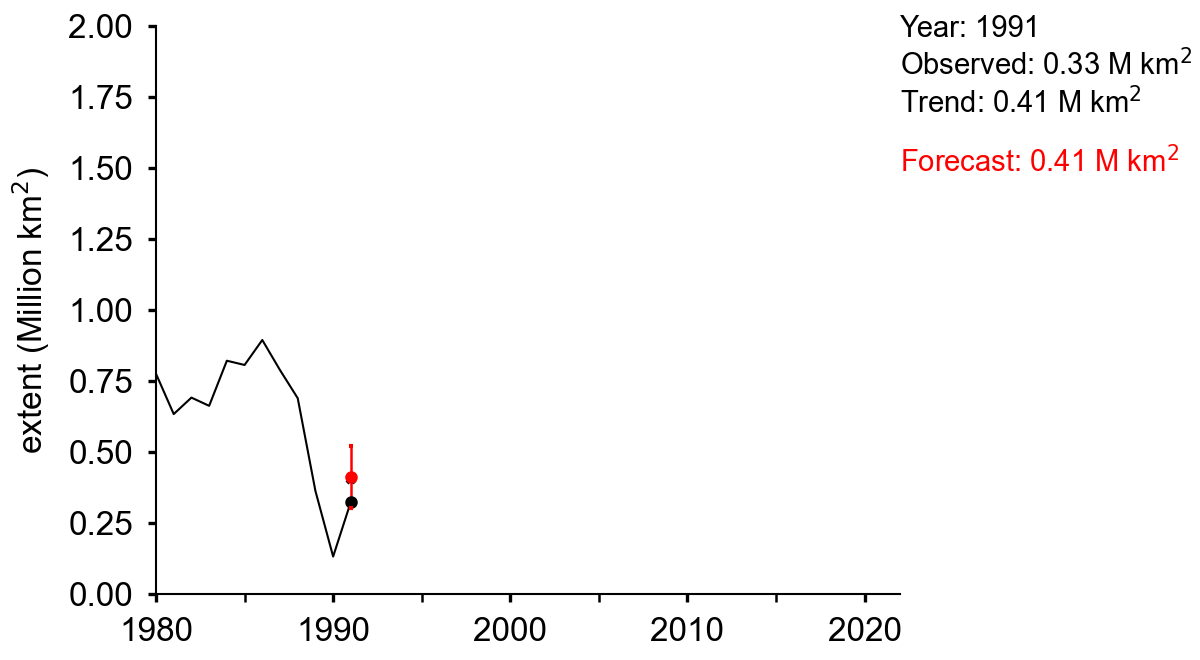 2.00
1.75
1.50
1.25
1.00
0.75
0.50
0.25
0.00
extent (Million km²)
1980
1990
2000
2010
2020
Year: 1991
Observed: 0.33 M km²
Trend: 0.41 M km²
Forecast: 0.41 M km²